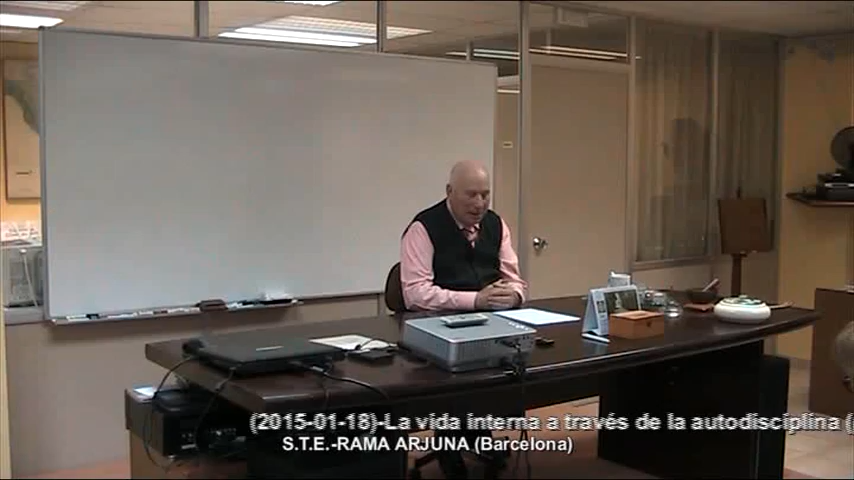 (2015-01-18)-La vida interna a través de la autodisciplina (
S.T.E.-RAMA ARJUNA (Barcelona)